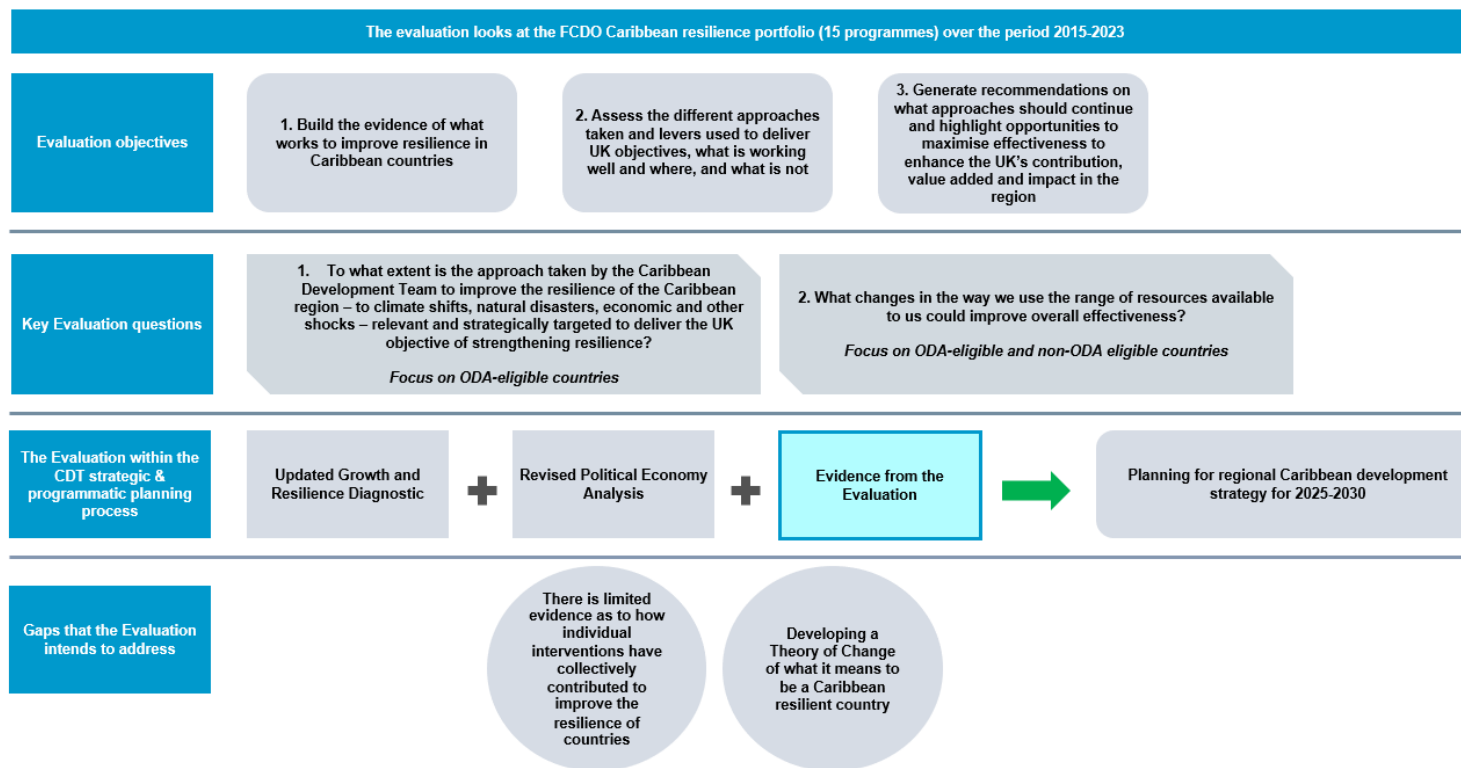 The evaluation looks at the FCDO Caribbean resilience portfolio (15 programmes) over the period 2015-2023
Evaluation objectives
1. Build the evidence of what
works to improve resilience in
Caribbean countries
2. Assess the different approaches
taken and levers used to deliver
UK objectives, what is working
well and where, and what is not
3. Generate recommendations on
what approaches should continue
and highlight opportunities to
maximise effectiveness to
enhance the UK's contribution,
value added and impact in the
region
Key Evaluation questions
1. To what extent is the approach taken by the Caribbean
Development Team to improve the resilience of the Caribbean
region – to climate shifts, natural disasters, economic and other
shocks – relevant and strategically targeted to deliver the UK
objective of strengthening resilience?
Focus on ODA-eligible countries
2. What changes in the way we use the range of resources available
to us could improve overall effectiveness?
Focus on ODA-eligible and non-ODA eligible countries
The Evaluation within the
CDT strategic &
programmatic planning
process
Updated Growth and
Resilience Diagnostic
Revised Political Economy
Analysis
Evidence from the
Evaluation
Planning for regional Caribbean development
strategy for 2025-2030
Gaps that the Evaluation
intends to address
There is limited
evidence as to how
individual
interventions have
collectively
contributed to
improve the
resilience of
countries
Developing a
Theory of Change
of what it means to
be a Caribbean
resilient country